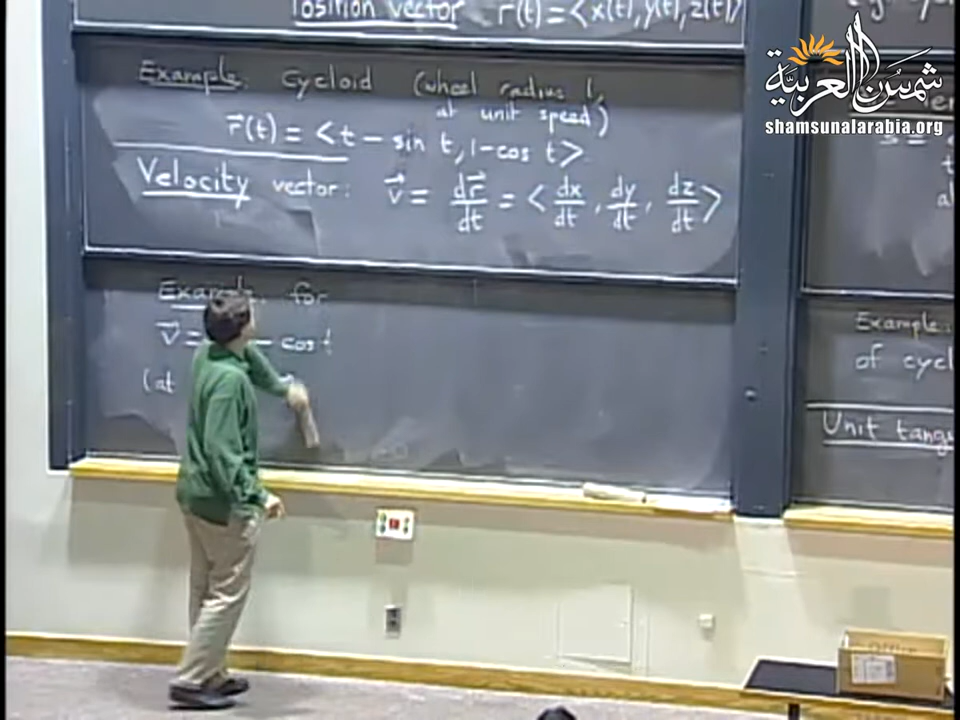 Position vector r⃗(t) = <x(t), y(t), z(t)>
Example: Cycloid (wheel radius 1,
at unit speed)
r⃗(t) = <t - sin t, 1 - cos t>
Velocity vector: v⃗ = dr⃗/dt = <dx/dt, dy/dt, dz/dt>
Example: for
v⃗ = - cos t
(at
Example:
of cycl
Unit tang
شمس العربية
shamsunalarabia.org
Office